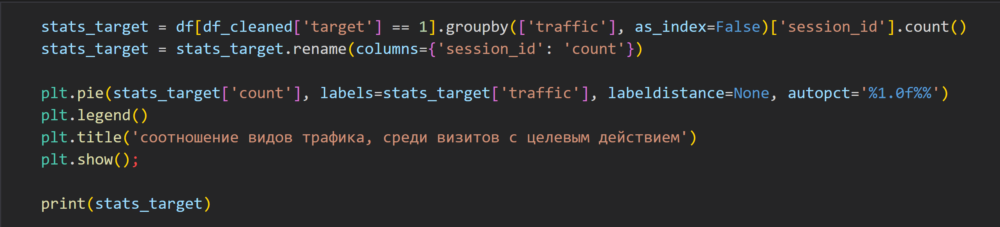 stats_target = df[df_cleaned['target'] == 1].groupby(['traffic'], as_index=False)['session_id'].count()
stats_target = stats_target.rename(columns={'session_id': 'count'})
plt.pie(stats_target['count'], labels=stats_target['traffic'], labeldistance=None, autopct='%1.0f%%')
plt.legend()
plt.title('соотношение видов трафика, среди визитов с целевым действием')
plt.show();
print(stats_target)